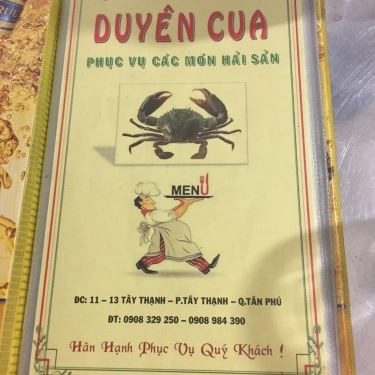 DUYÊN CUA
PHỤC VỤ CÁC MÓN HẢI SẢN
MENU
ĐC: 11 - 13 TÂY THẠNH - P.TÂY THẠNH - Q.TÂN PHÚ
ĐT: 0908 329 250 - 0908 984 390
Hân Hạnh Phục Vụ Quý Khách !